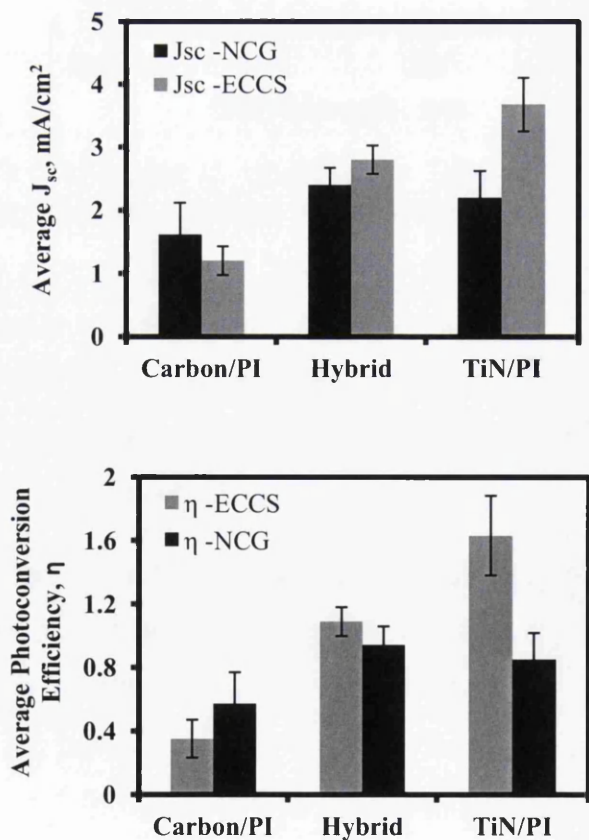 5
Jsc -NCG
Jsc -ECCS
4
3
2
1
0
Average Jsc, mA/cm²
Carbon/PI Hybrid TiN/PI
2
η -ECCS
η -NCG
1.6
1.2
0.8
0.4
0
Average Photoconversion
Efficiency, η
Carbon/PI Hybrid TiN/PI